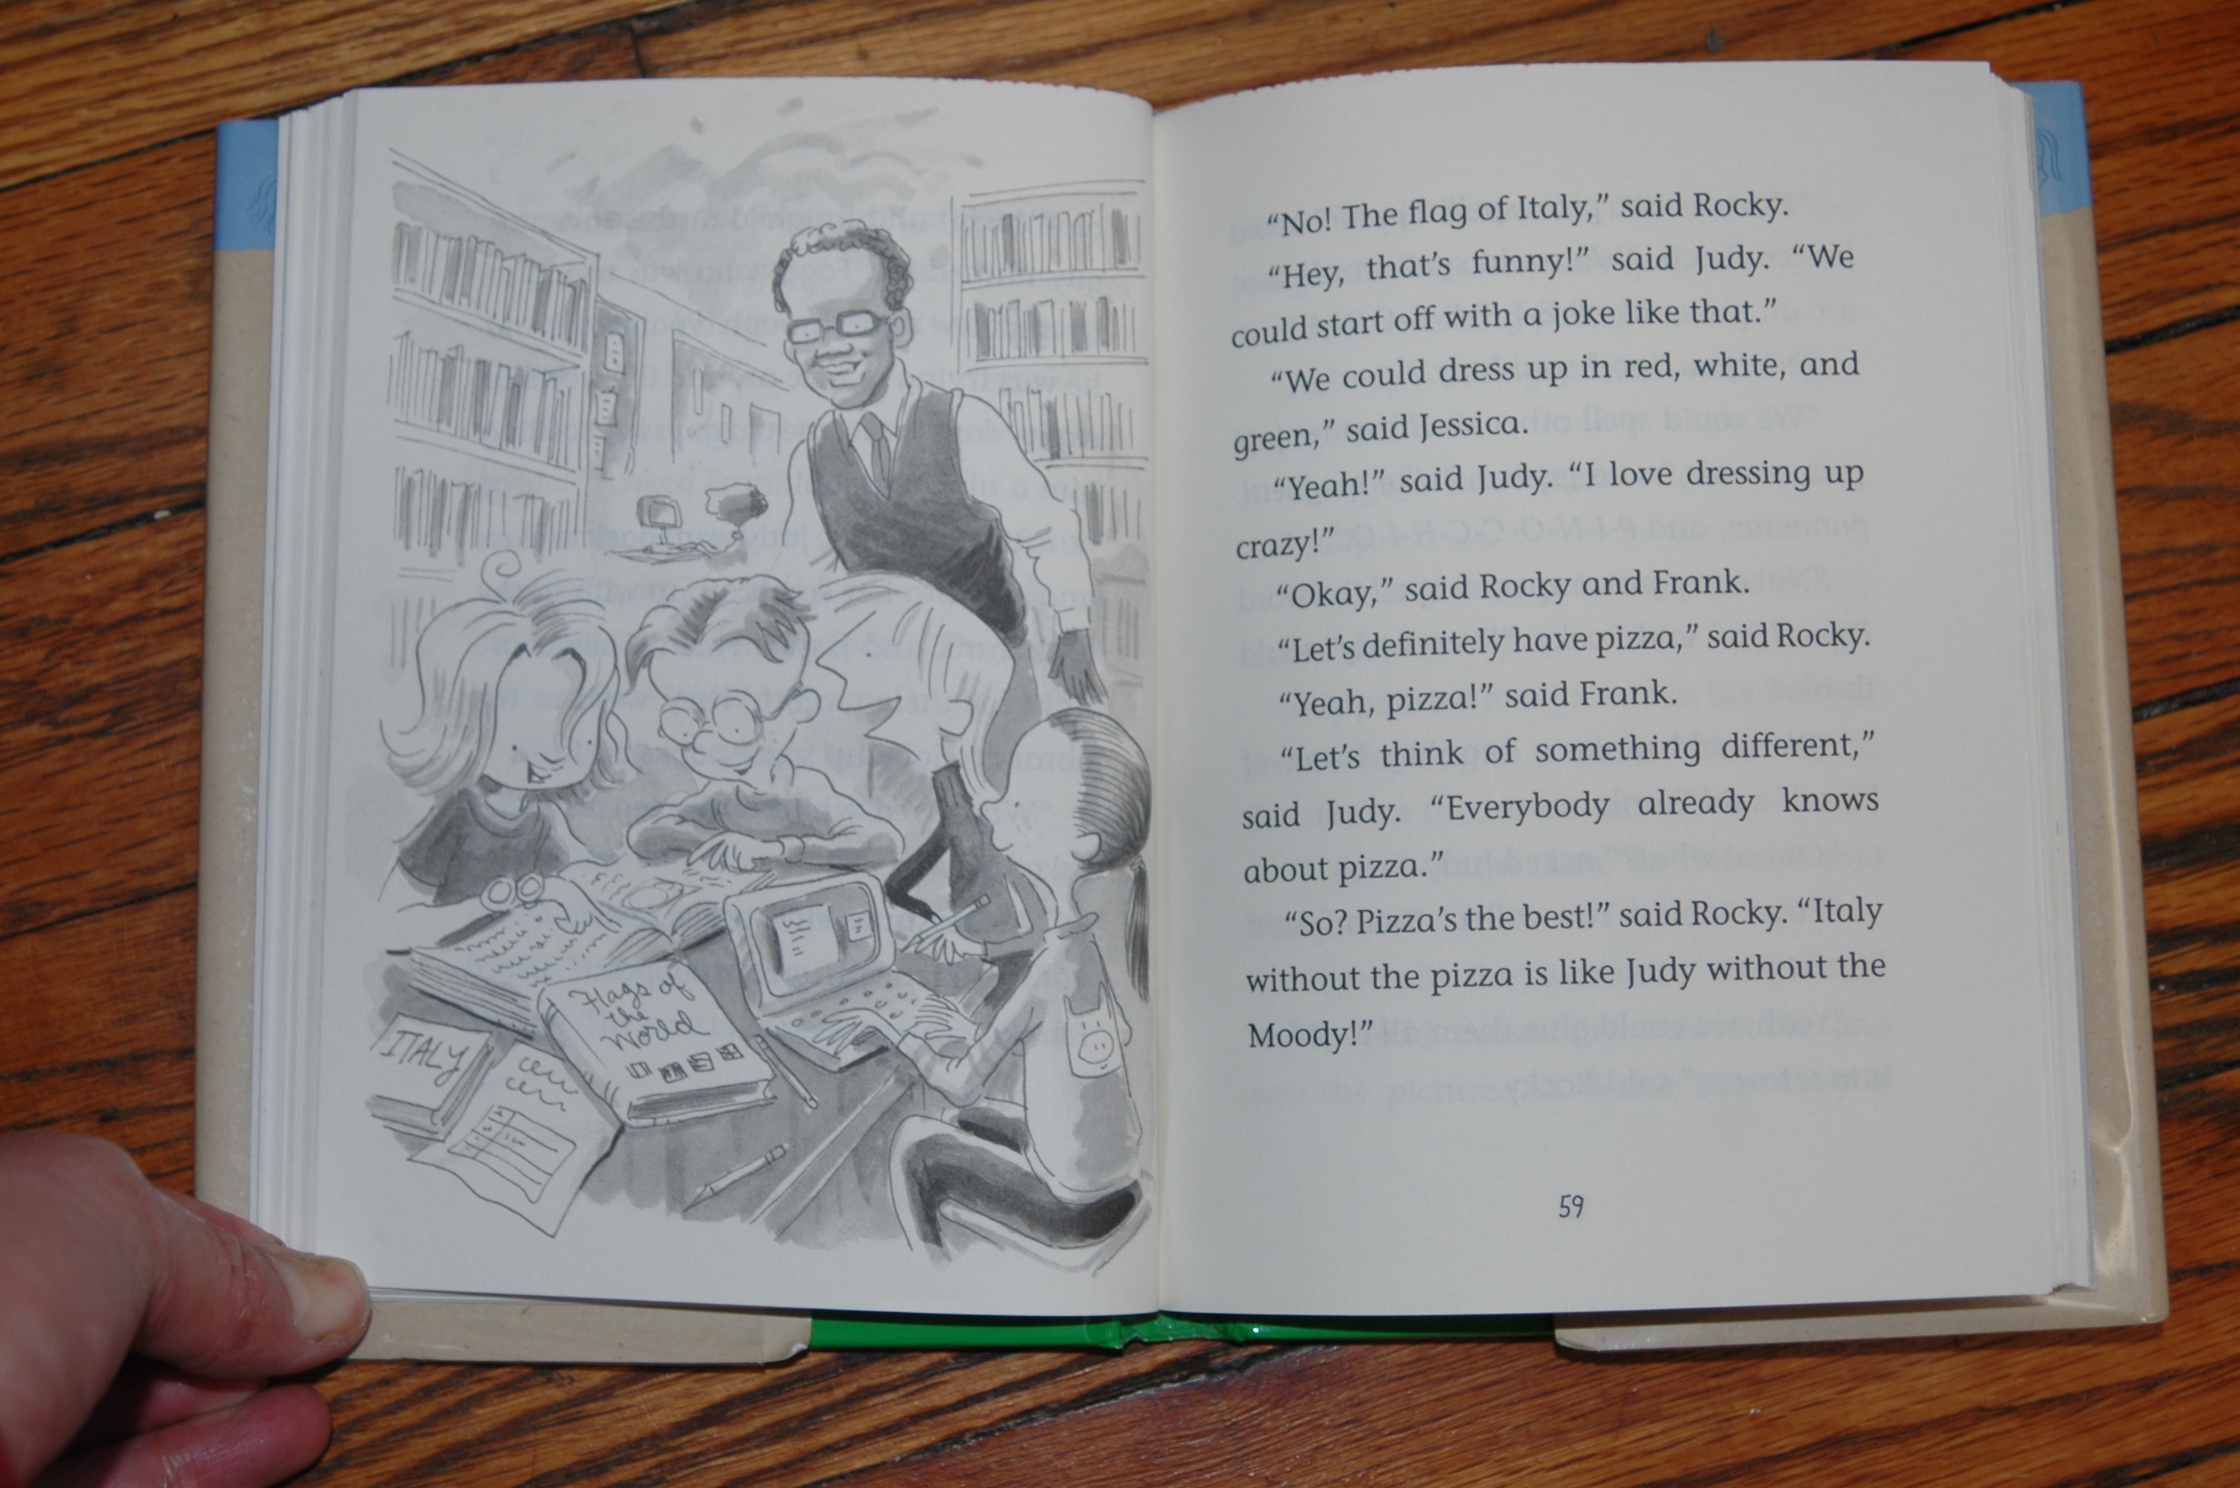 Flags of
the
World
ITALY
“No! The flag of Italy,” said Rocky.
“Hey, that’s funny!” said Judy. “We
could start off with a joke like that.”
“We could dress up in red, white, and
green,” said Jessica.
“Yeah!” said Judy. “I love dressing up
crazy!”
“Okay,” said Rocky and Frank.
“Let’s definitely have pizza,” said Rocky.
“Yeah, pizza!” said Frank.
“Let’s think of something different,”
said Judy. “Everybody already knows
about pizza.”
“So? Pizza’s the best!” said Rocky. “Italy
without the pizza is like Judy without the
Moody!”
59